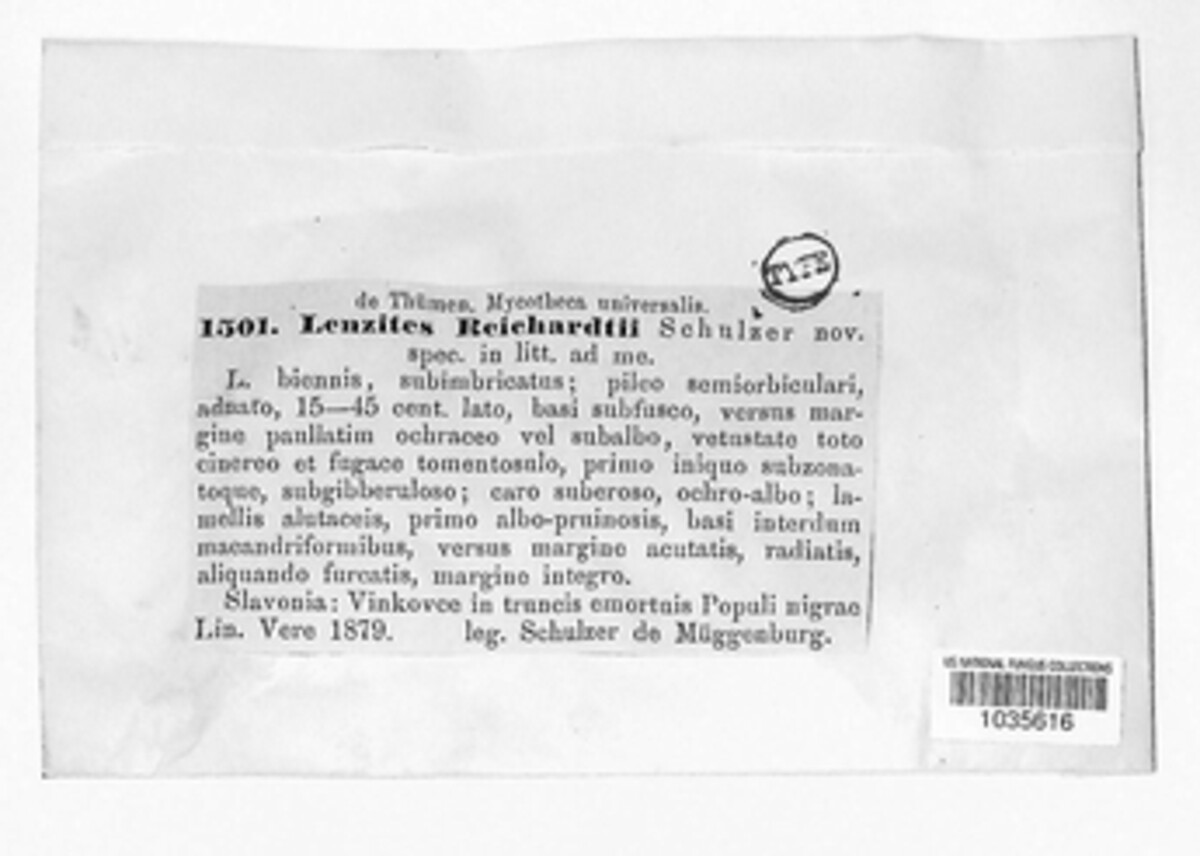 TYPE
de Thümen, Mycotheca universalis.
1501. Lenzites Reichardtii Schulzer nov.
spec. in litt. ad me.
L. biennis, subimbricatus; pileo semiorbiculari,
adnato, 15—45 cent. lato, basi subfusco, versus mar-
gine paullatim ochraceo vel subalbo, vetustate toto
cinereo et fugace tomentosulo, primo iniquo subzona-
toque, subgibberuloso; caro suberoso, ochro-albo; la-
mellis alutaceis, primo albo-pruinosis, basi interdum
maeandriformibus, versus margine acutatis, radiatis,
aliquando furcatis, margine integro.
Slavonia: Vinkovce in truncis emortuis Populi nigrae
Lin. Vere 1879. leg. Schulzer de Müggenburg.
US NATIONAL FUNGUS COLLECTIONS
1035616